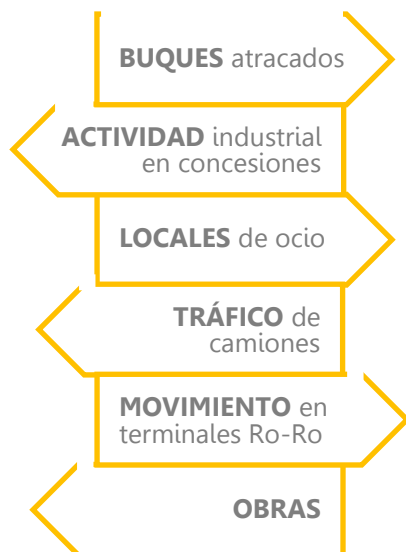 BUQUES atracados
ACTIVIDAD industrial
en concesiones
LOCALES de ocio
TRÁFICO de
camiones
MOVIMIENTO en
terminales Ro-Ro
OBRAS